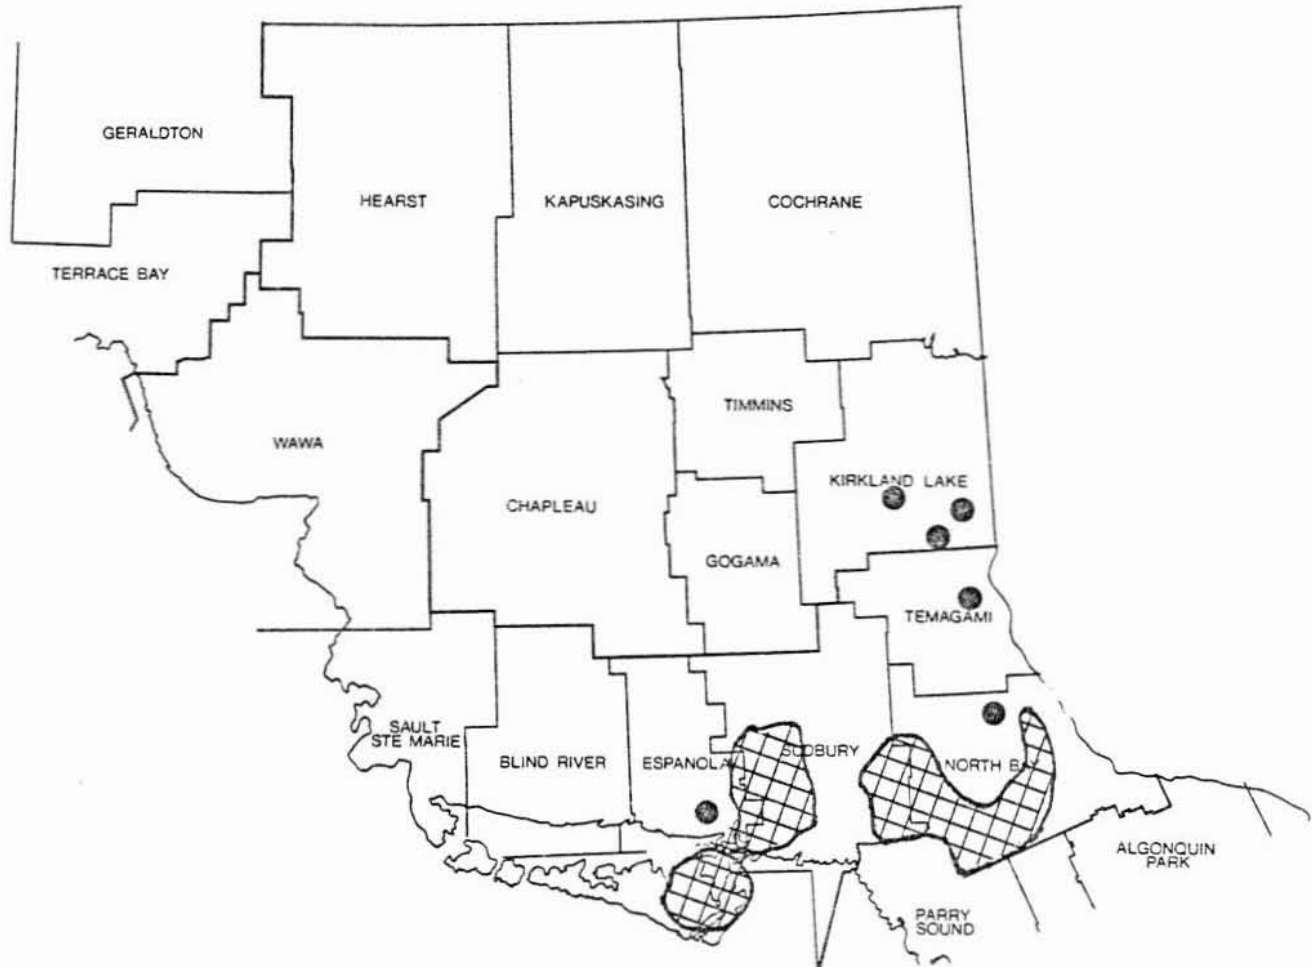 GERALDTON
HEARST
KAPUSKASING
COCHRANE
TERRACE BAY
TIMMINS
WAWA
KIRKLAND LAKE
CHAPLEAU
GOGAMA
TEMAGAMI
SAULT
STE MARIE
BLIND RIVER
ESPANOLA
SUDBURY
NORTH BAY
ALGONQUIN
PARK
PARRY
SOUND